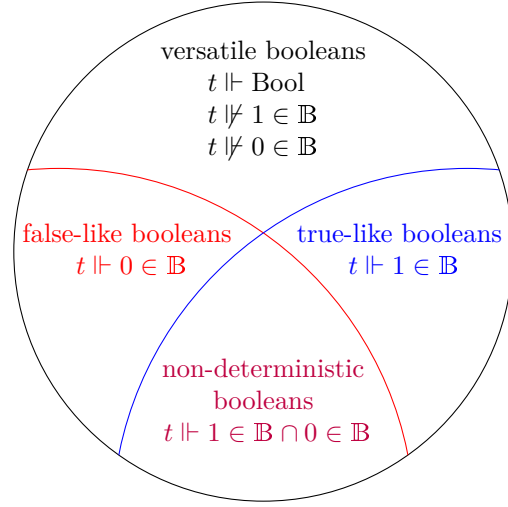 versatile booleans
t ⊩ Bool
t ⊮ 1 ∈ 𝔹
t ⊮ 0 ∈ 𝔹
false-like booleans
t ⊩ 0 ∈ 𝔹
true-like booleans
t ⊩ 1 ∈ 𝔹
non-deterministic
booleans
t ⊩ 1 ∈ 𝔹 ∩ 0 ∈ 𝔹